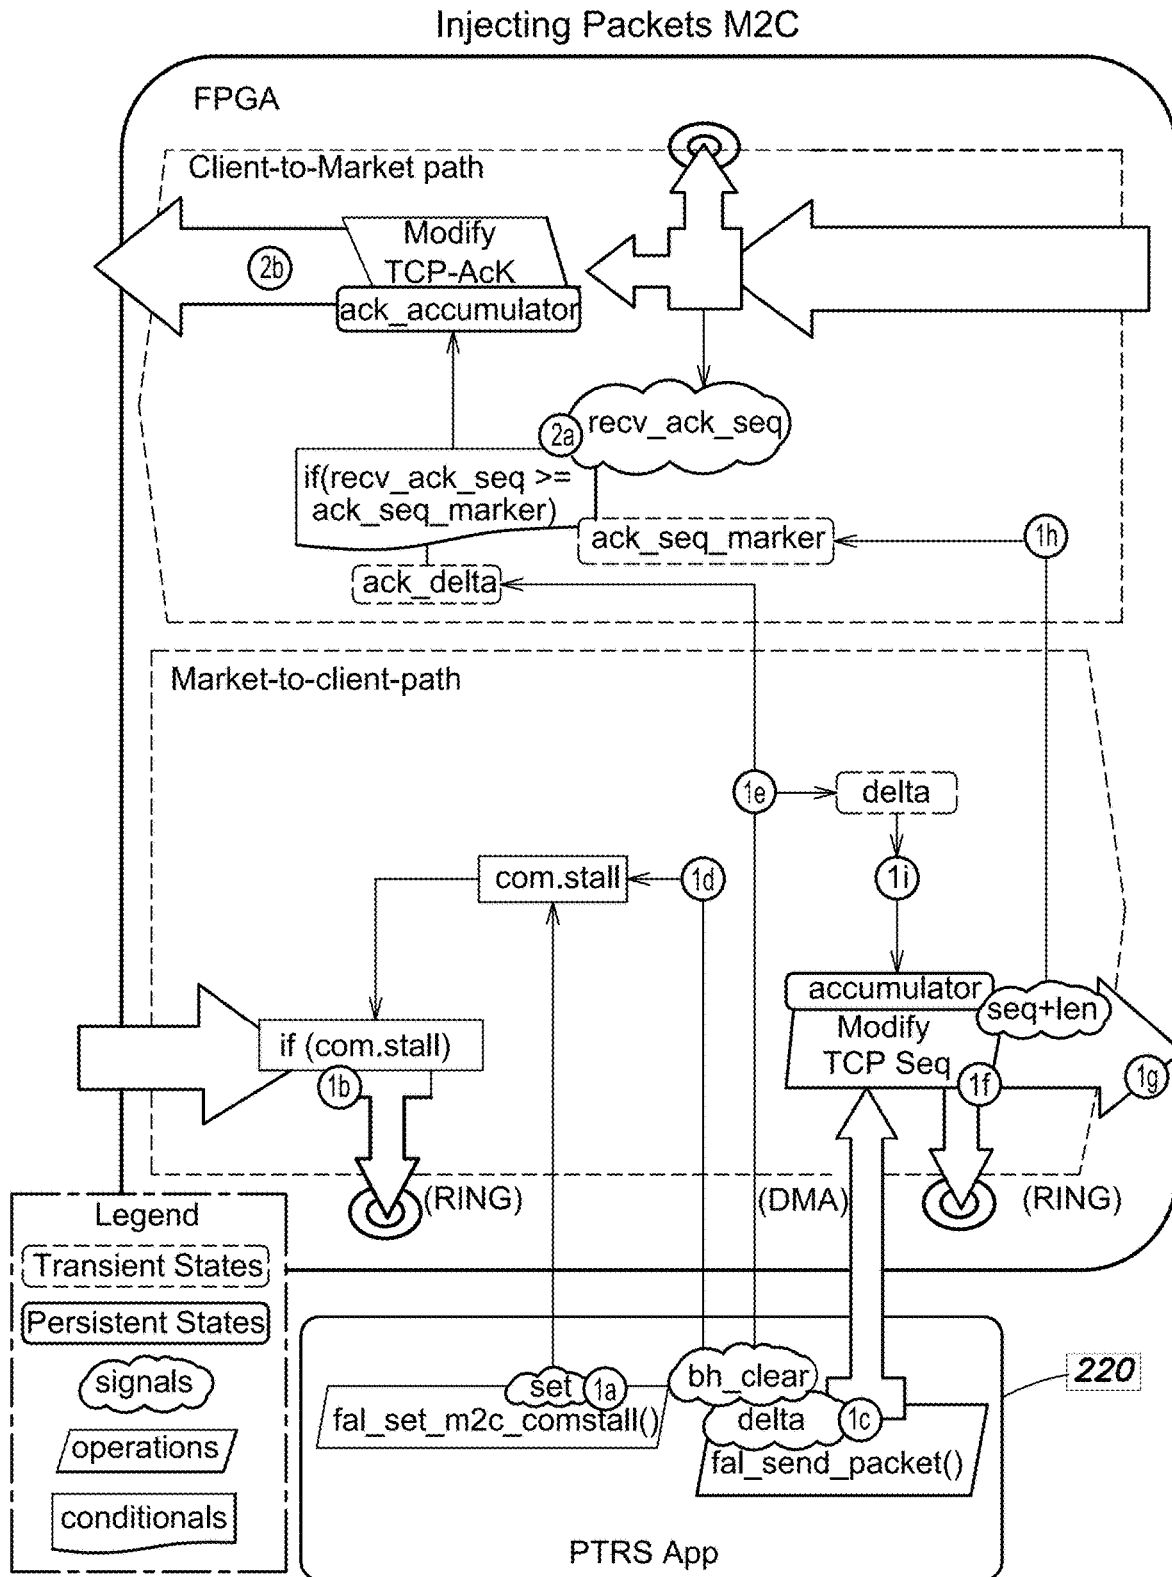 Injecting Packets M2C
FPGA
Client-to-Market path
Modify
TCP-AcK
2b
ack_accumulator
recv_ack_seq
2a
if(recv_ack_seq >=
ack_seq_marker)
ack_seq_marker
1h
ack_delta
Market-to-client-path
1e
delta
com.stall
1d
1i
accumulator
seq+len
if (com.stall)
Modify
TCP Seq
1b
1f
1g
(RING)
(DMA)
(RING)
Legend
Transient States
Persistent States
signals
operations
conditionals
set
1a
fal_set_m2c_comstall()
bh_clear
delta
1c
fal_send_packet()
220
PTRS App